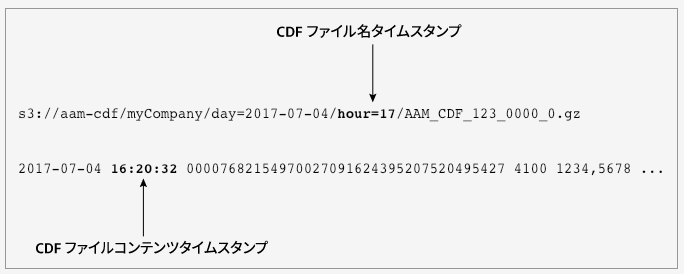 CDF ファイル名タイムスタンプ
s3://aam-cdf/myCompany/day=2017-07-04/hour=17/AAM_CDF_123_0000_0.gz
2017-07-04 16:20:32 00007682154970027091624395207520495427 4100 1234,5678 ...
CDF ファイルコンテンツタイムスタンプ